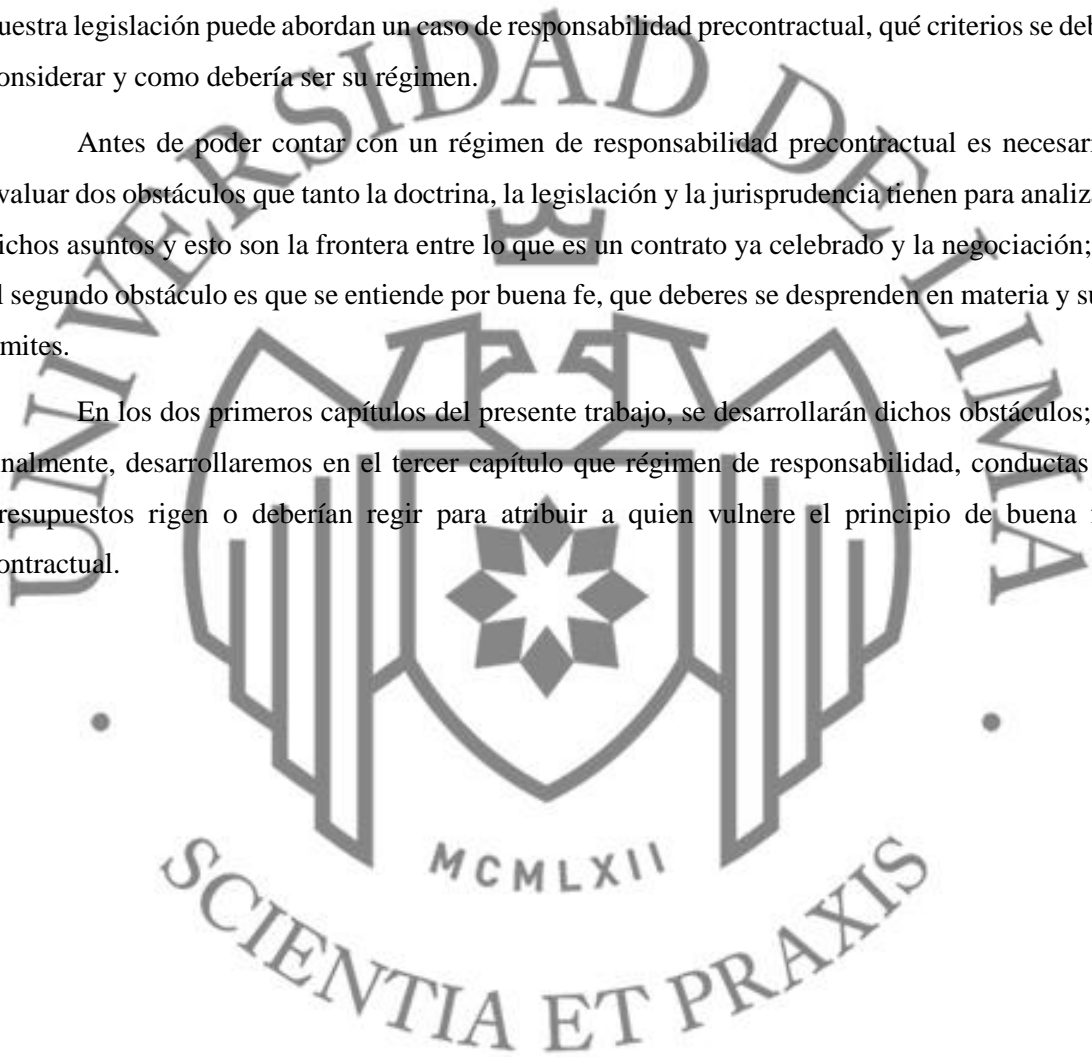 uestra legislación puede abordan un caso de responsabilidad precontractual, qué criterios se deb
onsiderar y como debería ser su régimen.
Antes de poder contar con un régimen de responsabilidad precontractual es necesari
valuar dos obstáculos que tanto la doctrina, la legislación y la jurisprudencia tienen para analiza
ichos asuntos y esto son la frontera entre lo que es un contrato ya celebrado y la negociación;
l segundo obstáculo es que se entiende por buena fe, que deberes se desprenden en materia y su
mites.
En los dos primeros capítulos del presente trabajo, se desarrollarán dichos obstáculos;
nalmente, desarrollaremos en el tercer capítulo que régimen de responsabilidad, conductas
resupuestos rigen o deberían regir para atribuir a quien vulnere el principio de buena
ontractual.
UNIVERSIDAD DE LIMA
MCMLXII
SCIENTIA ET PRAXIS